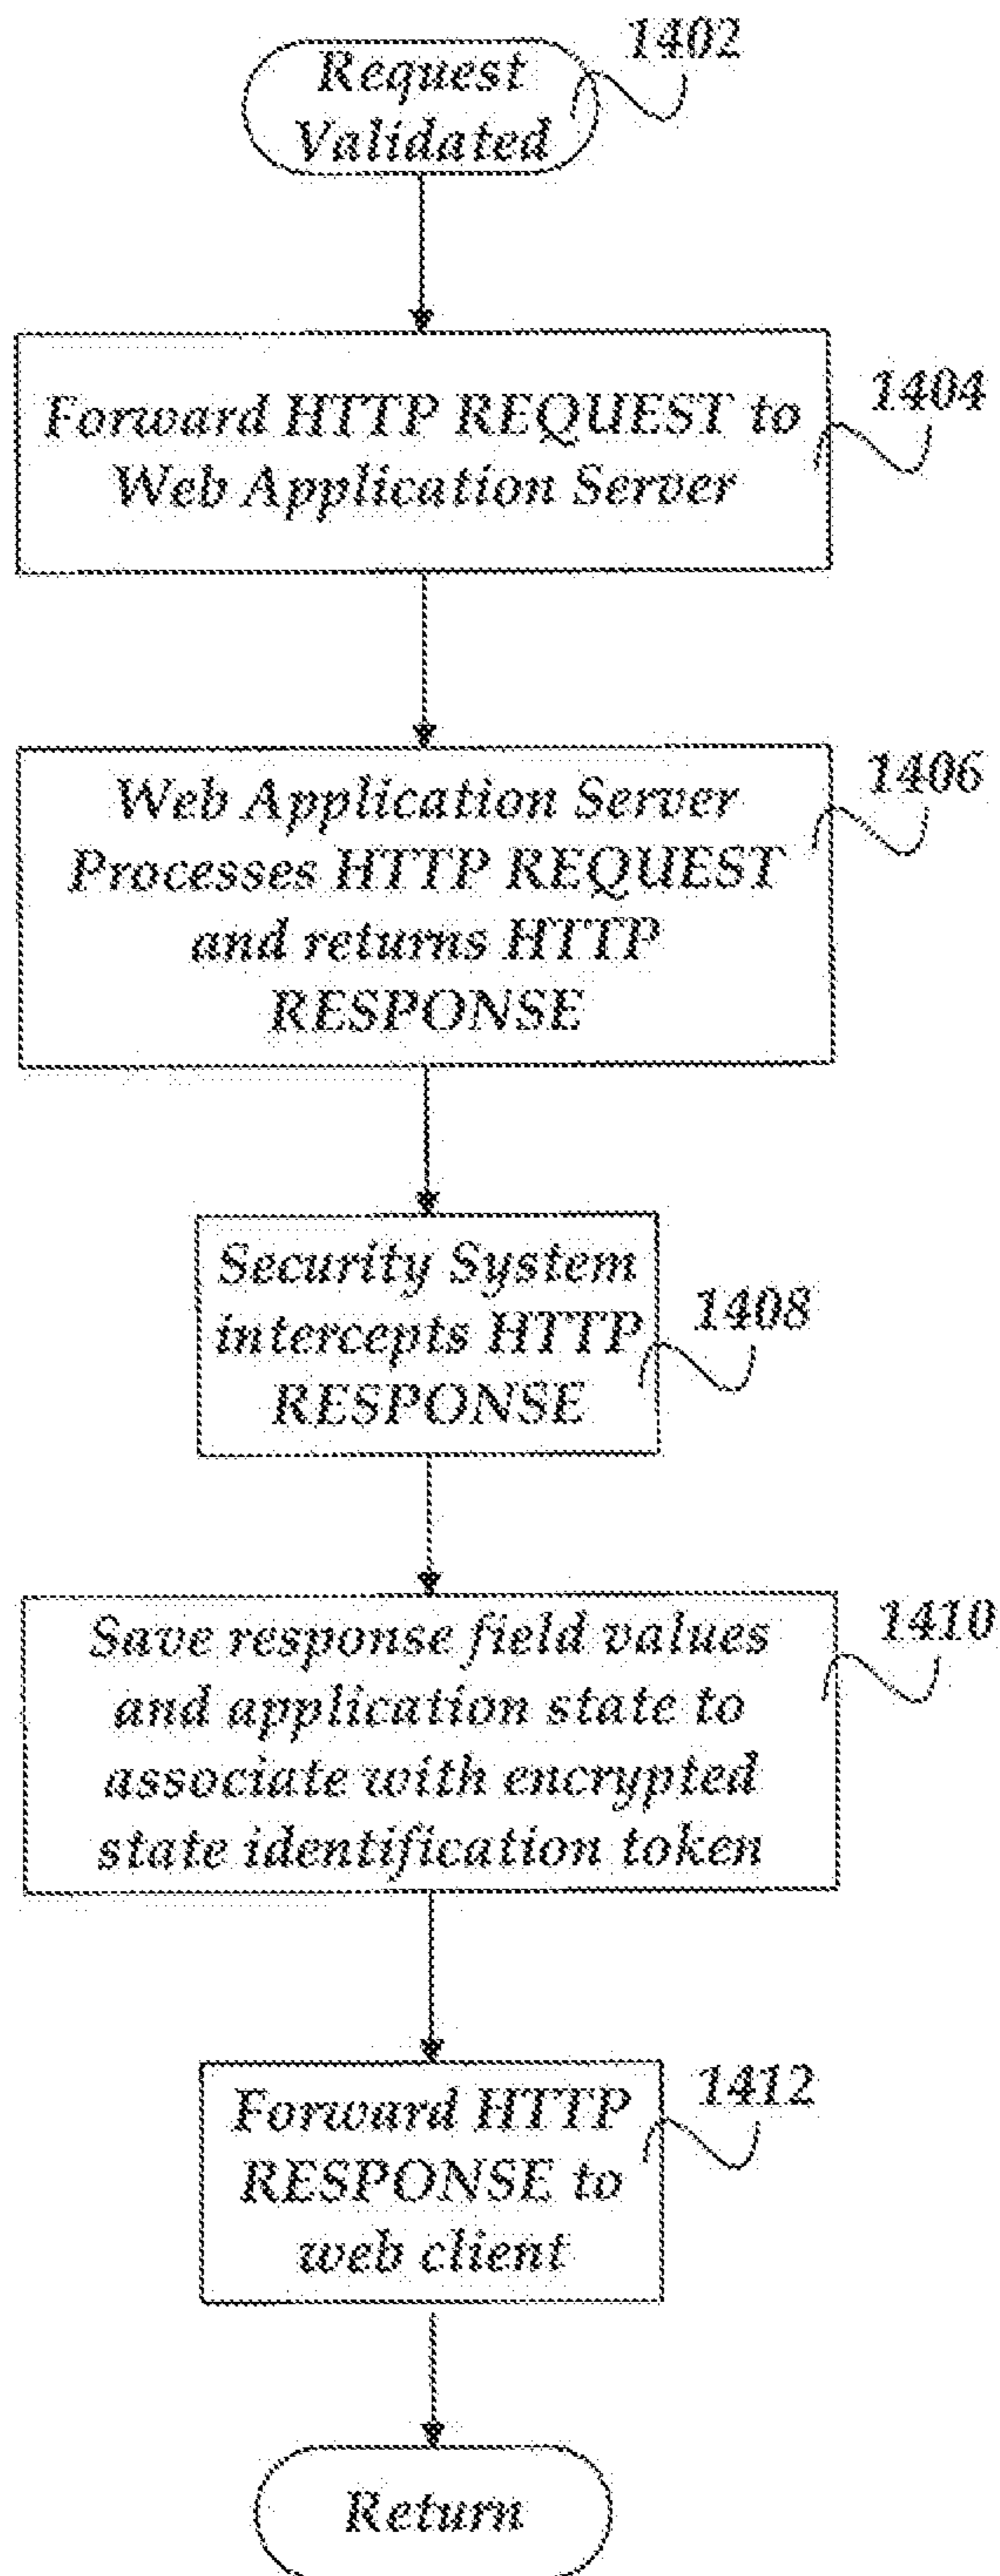 1402
Request
Validated
1404
Forward HTTP REQUEST to
Web Application Server
1406
Web Application Server
Processes HTTP REQUEST
and returns HTTP
RESPONSE
Security System
intercepts HTTP
RESPONSE
1408
Save response field values
and application state to
associate with encrypted
state identification token
1410
Forward HTTP
RESPONSE to
web client
1412
Return